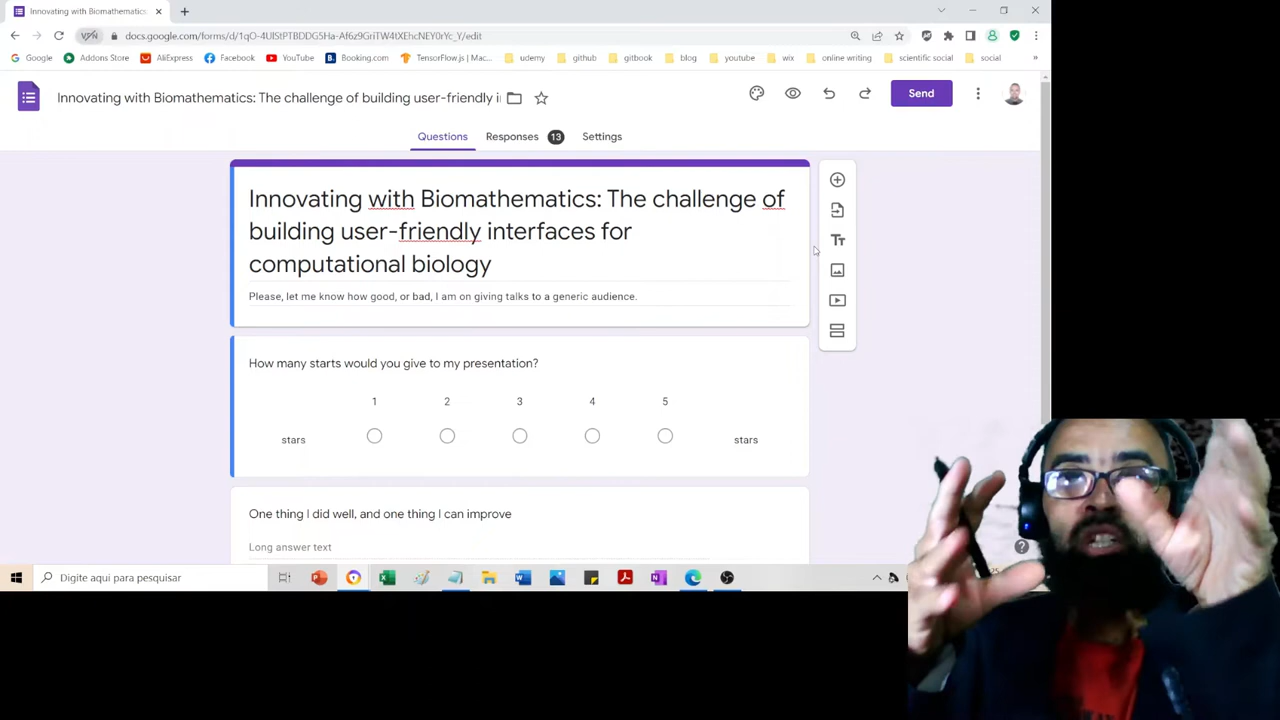 Innovating with Biomathematics:
docs.google.com/forms/d/1qO-4UlStPTBDDG5Ha-Af6z9GriTW4tXEhcNEY0rYc_Y/edit
Google
Addons Store
AliExpress
Facebook
YouTube
Booking.com
TensorFlow.js | Mac...
udemy
github
gitbook
blog
youtube
wix
online writing
scientific social
social
Innovating with Biomathematics: The challenge of building user-friendly i
Send
Questions
Responses 13
Settings
Innovating with Biomathematics: The challenge of
building user-friendly interfaces for
computational biology
Please, let me know how good, or bad, I am on giving talks to a generic audience.
How many starts would you give to my presentation?
1 2 3 4 5
stars stars
One thing I did well, and one thing I can improve
Long answer text
Digite aqui para pesquisar